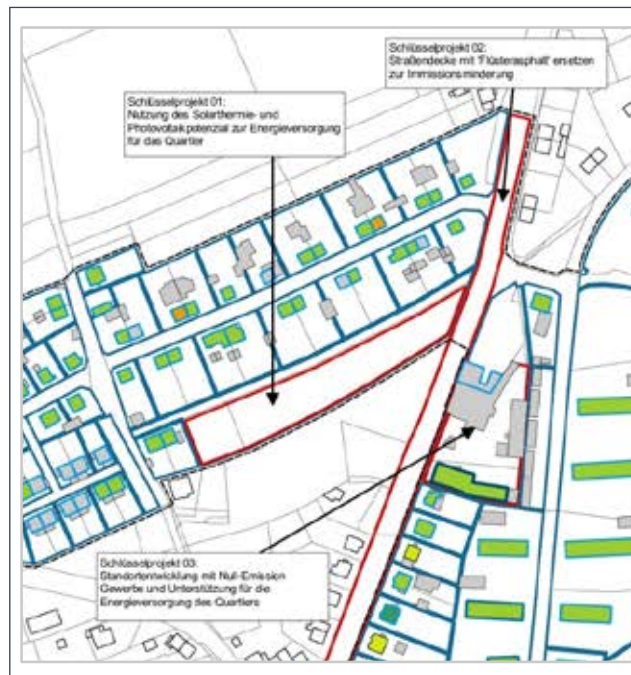 Schlüsselprojekt 02:
Straßendecke mit 'Flüsterasphalt' ersetzen
zur Immissionsminderung
Schlüsselprojekt 01:
Nutzung des Solarthermie- und
Photovoltaikpotenzial zur Energieversorgung
für das Quartier
Schlüsselprojekt 03:
Standortentwicklung mit Null-Emission
Gewerbe und Unterstützung für die
Energieversorgung des Quartiers